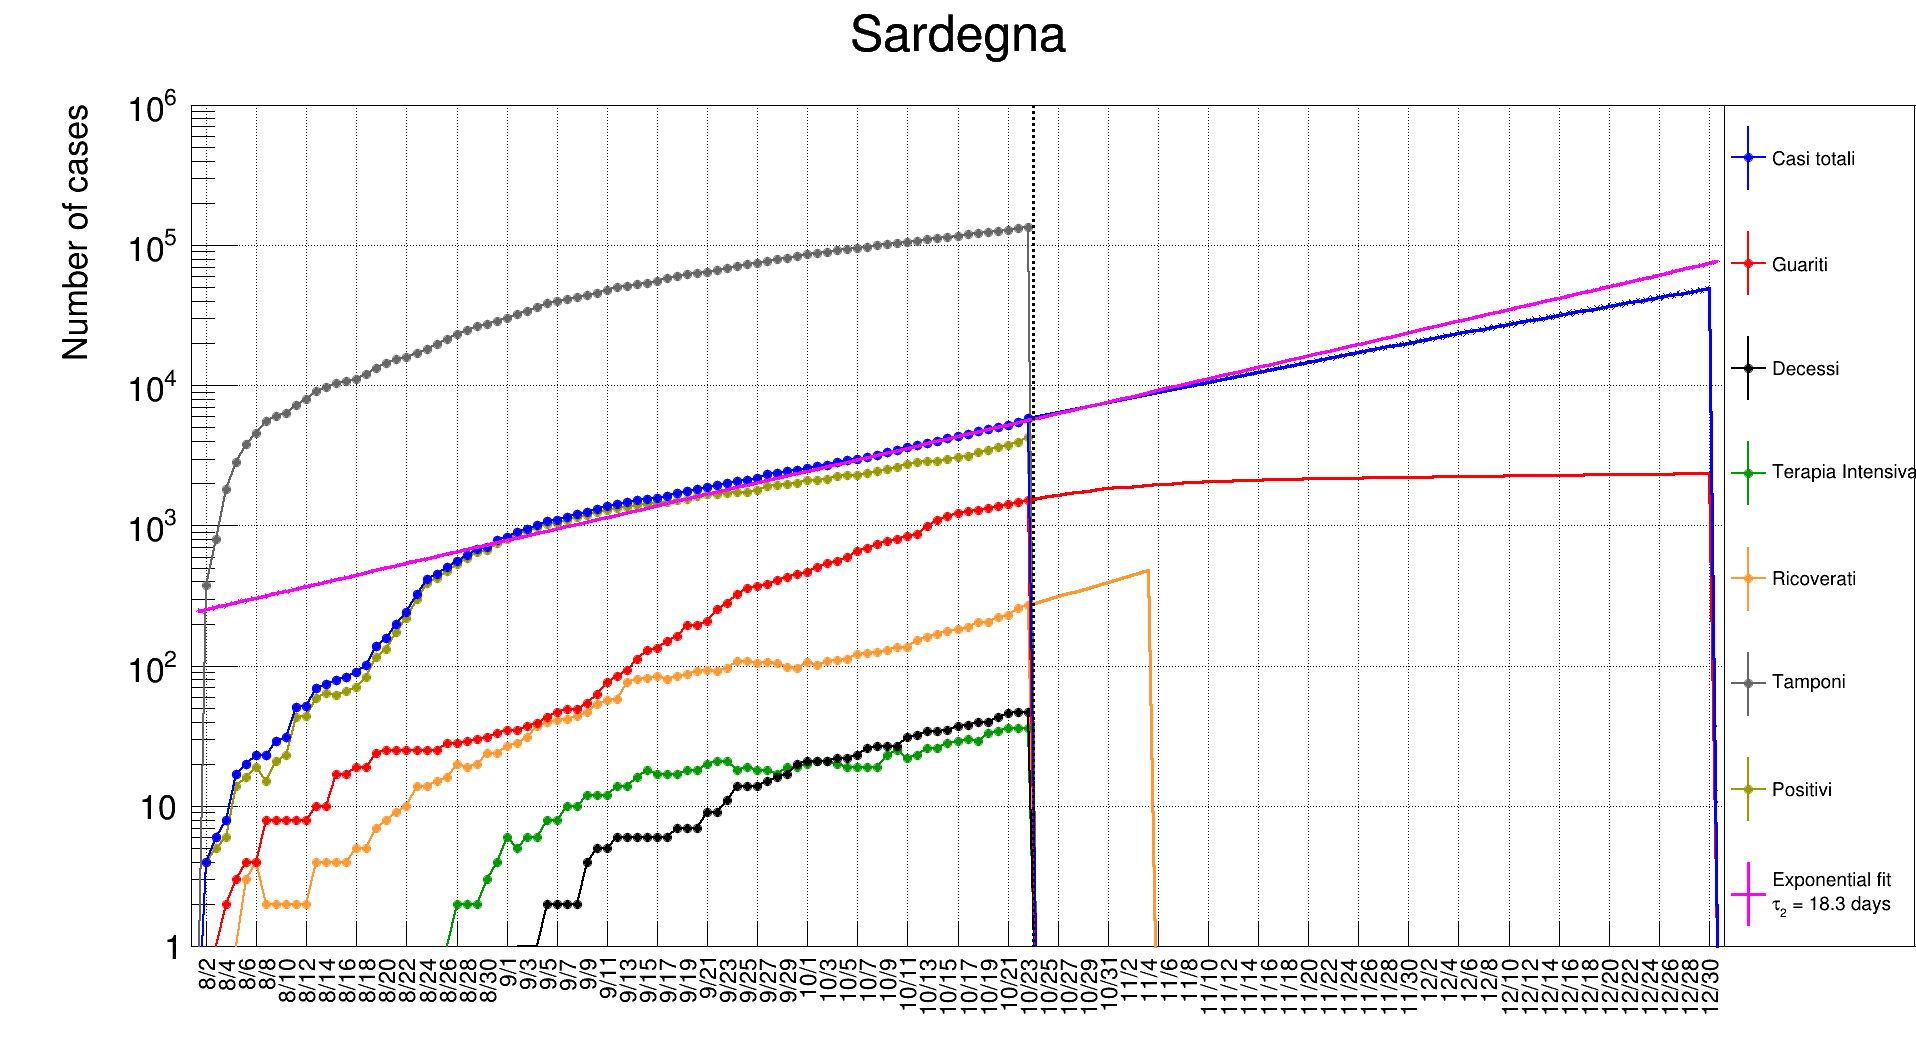 Sardegna
Number of cases
10^6
10^5
10^4
10^3
10^2
10
1
8/2 8/4 8/6 8/8 8/10 8/12 8/14 8/16 8/18 8/20 8/22 8/24 8/26 8/28 8/30 9/1 9/3 9/5 9/7 9/9 9/11 9/13 9/15 9/17 9/19 9/21 9/23 9/25 9/27 9/29 10/1 10/3 10/5 10/7 10/9 10/11 10/13 10/15 10/17 10/19 10/21 10/23 10/25 10/27 10/29 10/31 11/2 11/4 11/6 11/8 11/10 11/12 11/14 11/16 11/18 11/20 11/22 11/24 11/26 11/28 11/30 12/2 12/4 12/6 12/8 12/10 12/12 12/14 12/16 12/18 12/20 12/22 12/24 12/26 12/28 12/30
Casi totali
Guariti
Decessi
Terapia Intensiva
Ricoverati
Tamponi
Positivi
Exponential fit
τ_2 = 18.3 days